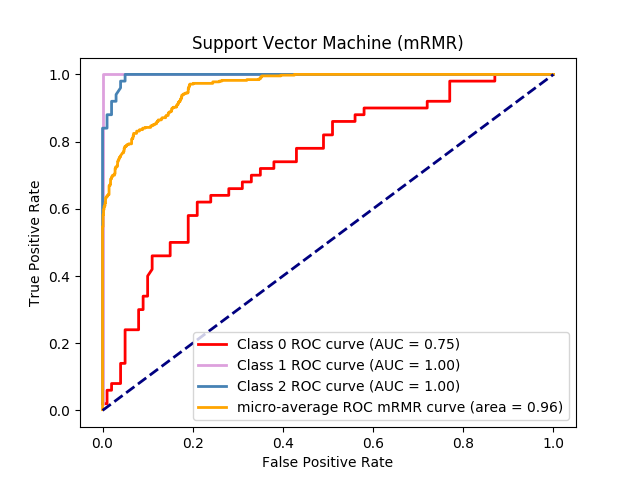 Support Vector Machine (mRMR)
True Positive Rate
1.0
0.8
0.6
0.4
0.2
0.0
Class 0 ROC curve (AUC = 0.75)
Class 1 ROC curve (AUC = 1.00)
Class 2 ROC curve (AUC = 1.00)
micro-average ROC mRMR curve (area = 0.96)
0.0 0.2 0.4 0.6 0.8 1.0
False Positive Rate